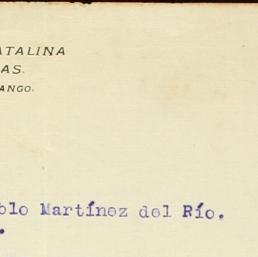 ATALINA
AS.
ANGO.
blo Martínez del Río.
.